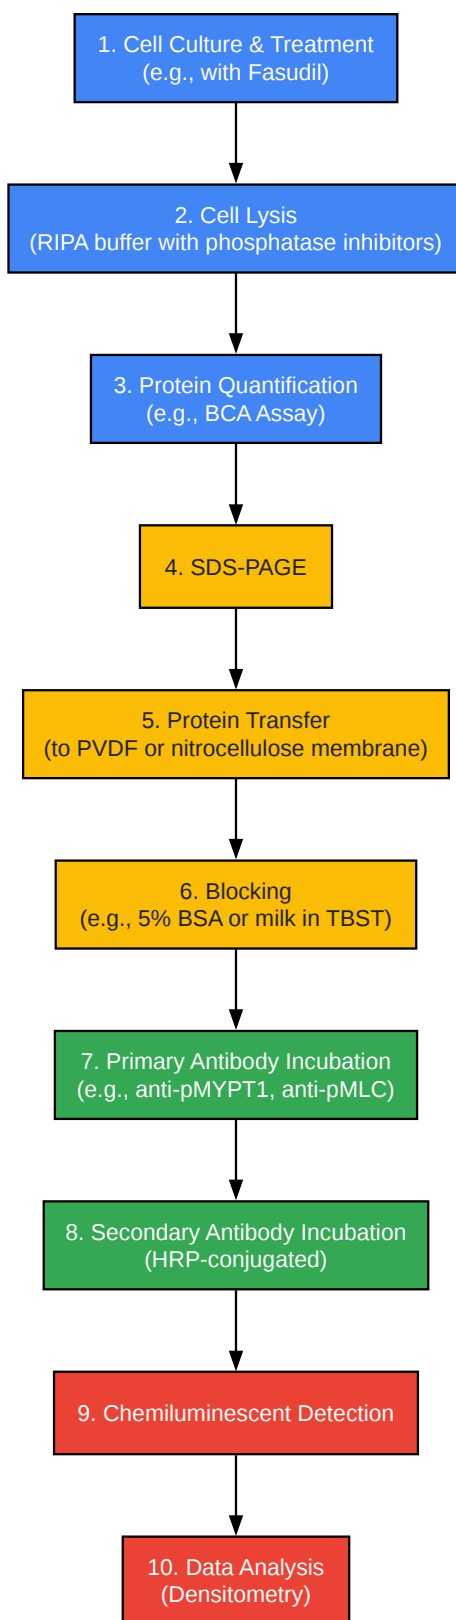 1. Cell Culture & Treatment
(e.g., with Fasudil)
2. Cell Lysis
(RIPA buffer with phosphatase inhibitors)
3. Protein Quantification
(e.g., BCA Assay)
4. SDS-PAGE
5. Protein Transfer
(to PVDF or nitrocellulose membrane)
6. Blocking
(e.g., 5% BSA or milk in TBST)
7. Primary Antibody Incubation
(e.g., anti-pMYPT1, anti-pMLC)
8. Secondary Antibody Incubation
(HRP-conjugated)
9. Chemiluminescent Detection
10. Data Analysis
(Densitometry)